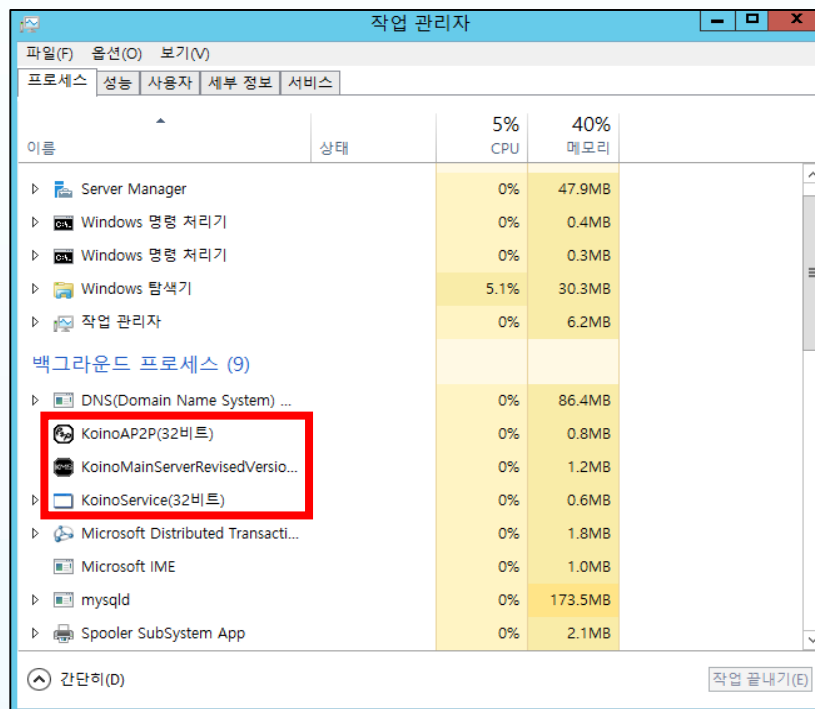 작업 관리자
파일(F) 옵션(O) 보기(V)
프로세스 성능 사용자 세부 정보 서비스
5% 40%
이름 상태 CPU 메모리
Server Manager 0% 47.9MB
Windows 명령 처리기 0% 0.4MB
Windows 명령 처리기 0% 0.3MB
Windows 탐색기 5.1% 30.3MB
작업 관리자 0% 6.2MB
백그라운드 프로세스 (9)
DNS(Domain Name System) ... 0% 86.4MB
KoinoAP2P(32비트) 0% 0.8MB
KoinoMainServerRevisedVersio... 0% 1.2MB
KoinoService(32비트) 0% 0.6MB
Microsoft Distributed Transacti... 0% 1.8MB
Microsoft IME 0% 1.0MB
mysqld 0% 173.5MB
Spooler SubSystem App 0% 2.1MB
간단히(D) 작업 끝내기(E)